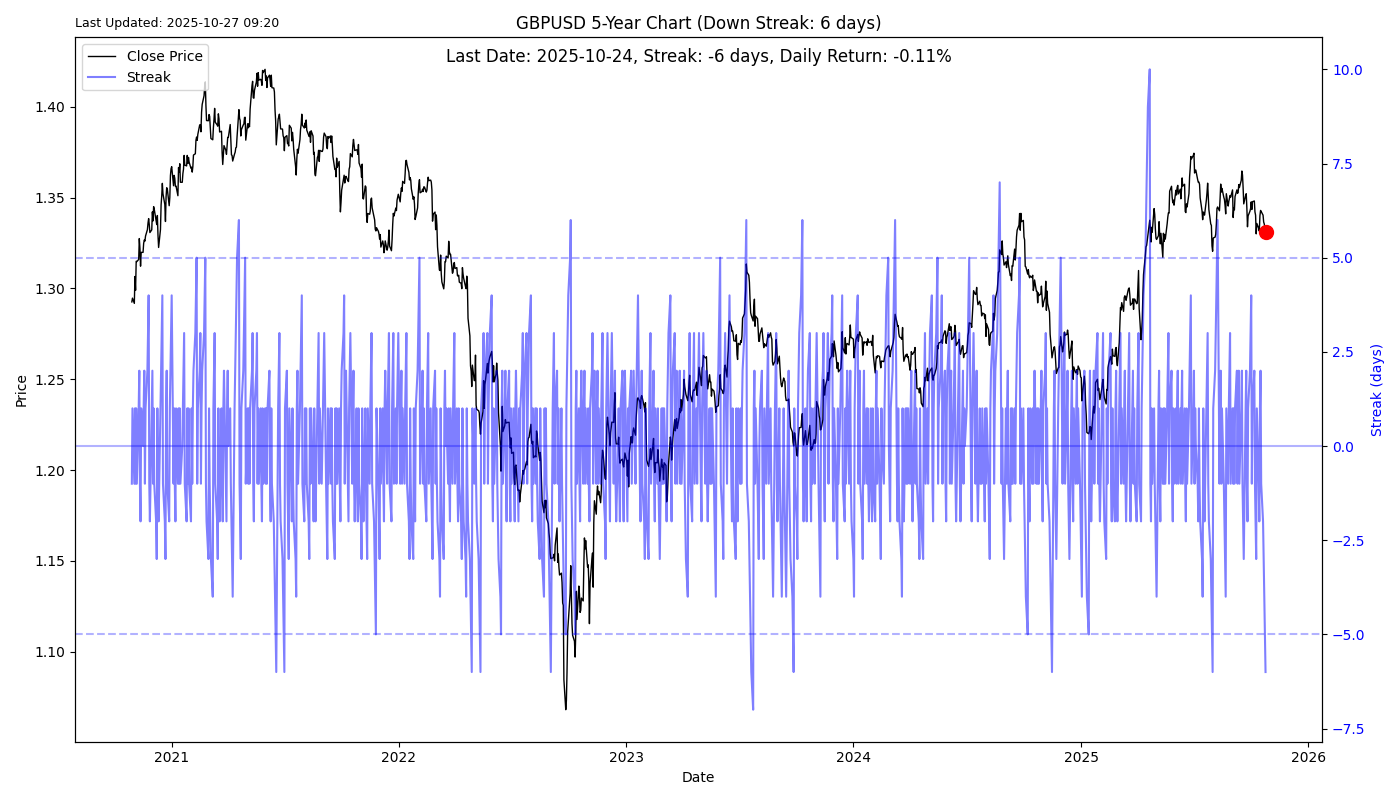 Last Updated: 2025-10-27 09:20
GBPUSD 5-Year Chart (Down Streak: 6 days)
Last Date: 2025-10-24, Streak: -6 days, Daily Return: -0.11%
Close Price
Streak
1.40
1.35
1.30
1.25
1.20
1.15
1.10
Price
10.0
7.5
5.0
2.5
0.0
−2.5
−5.0
−7.5
Streak (days)
2021
2022
2023
2024
2025
2026
Date